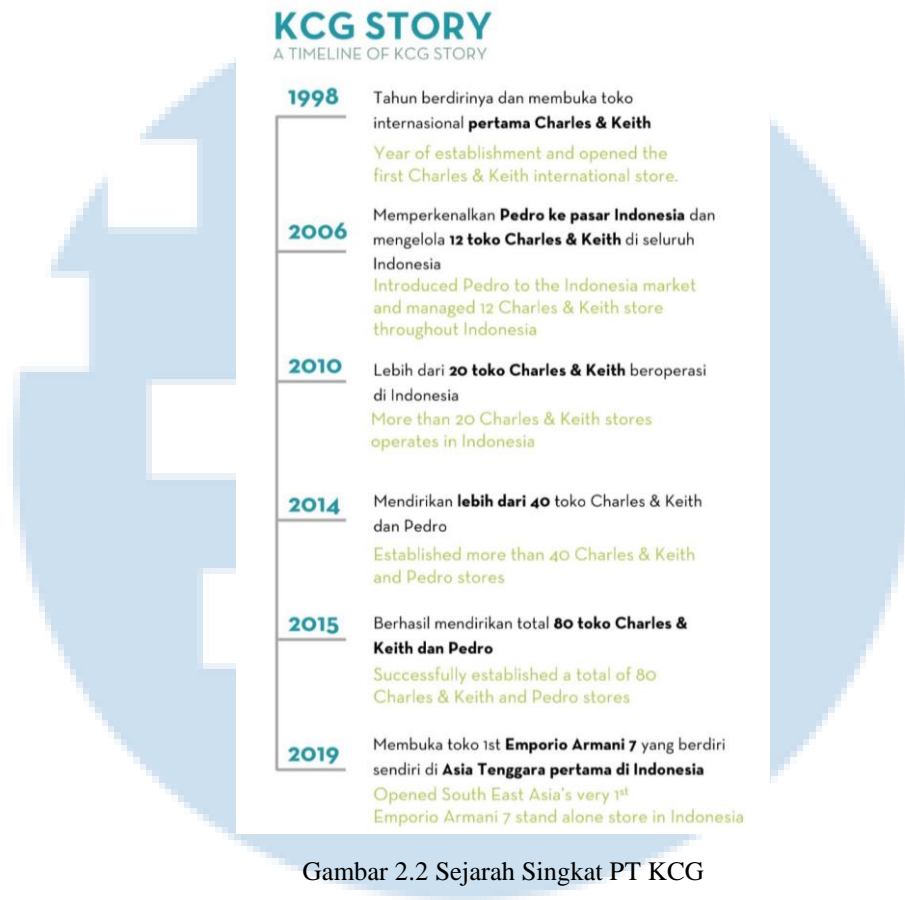 KCG STORY
A TIMELINE OF KCG STORY
1998
Tahun berdirinya dan membuka toko
internasional pertama Charles & Keith
Year of establishment and opened the
first Charles & Keith international store.
2006
Memperkenalkan Pedro ke pasar Indonesia dan
mengelola 12 toko Charles & Keith di seluruh
Indonesia
Introduced Pedro to the Indonesia market
and managed 12 Charles & Keith store
throughout Indonesia
2010
Lebih dari 20 toko Charles & Keith beroperasi
di Indonesia
More than 20 Charles & Keith stores
operates in Indonesia
2014
Mendirikan lebih dari 40 toko Charles & Keith
dan Pedro
Established more than 40 Charles & Keith
and Pedro stores
2015
Berhasil mendirikan total 80 toko Charles &
Keith dan Pedro
Successfully established a total of 80
Charles & Keith and Pedro stores
2019
Membuka toko 1st Emporio Armani 7 yang berdiri
sendiri di Asia Tenggara pertama di Indonesia
Opened South East Asia's very 1st
Emporio Armani 7 stand alone store in Indonesia
Gambar 2.2 Sejarah Singkat PT KCG